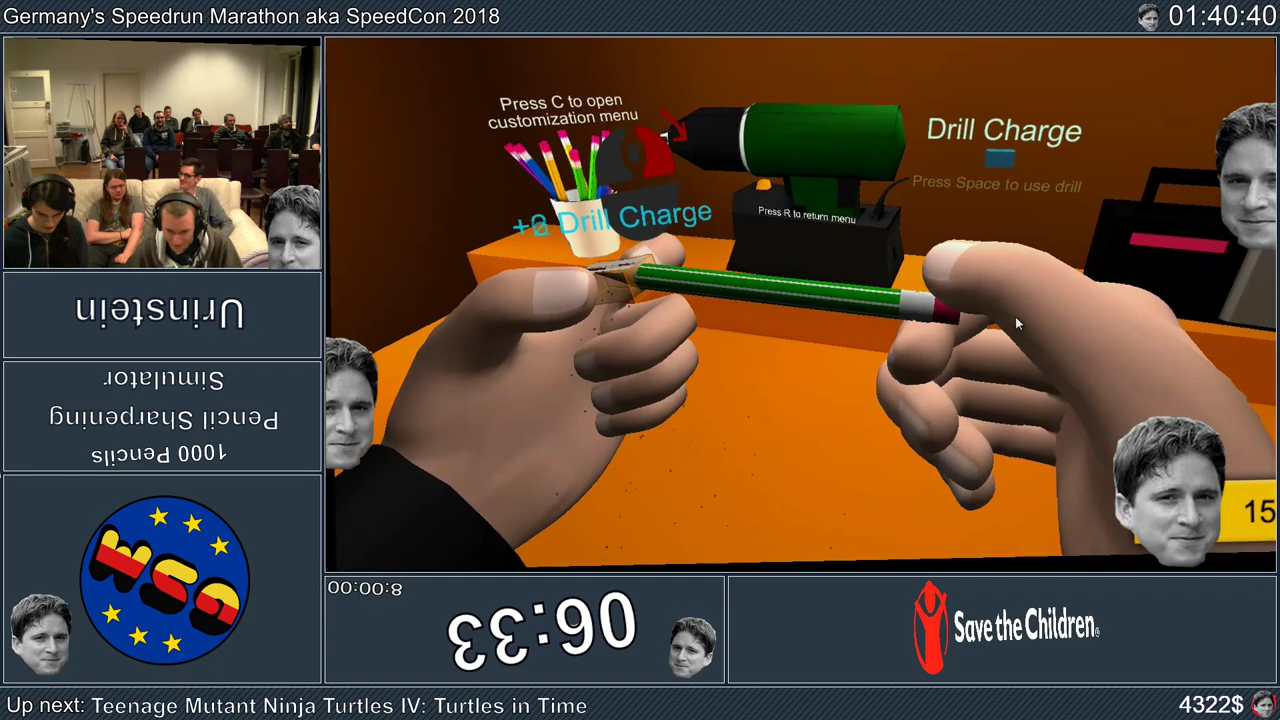 Germany's Speedrun Marathon aka SpeedCon 2018
01:40:40
Press C to open
customization menu
Drill Charge
Press Space to use drill
Press R to return menu
Drill Charge
15
Urinstein
Simulator
Pencil Sharpening
1000 Pencils
GSM
8:00:00
06:33
Save the Children®
Up next: Teenage Mutant Ninja Turtles IV: Turtles in Time
4322$